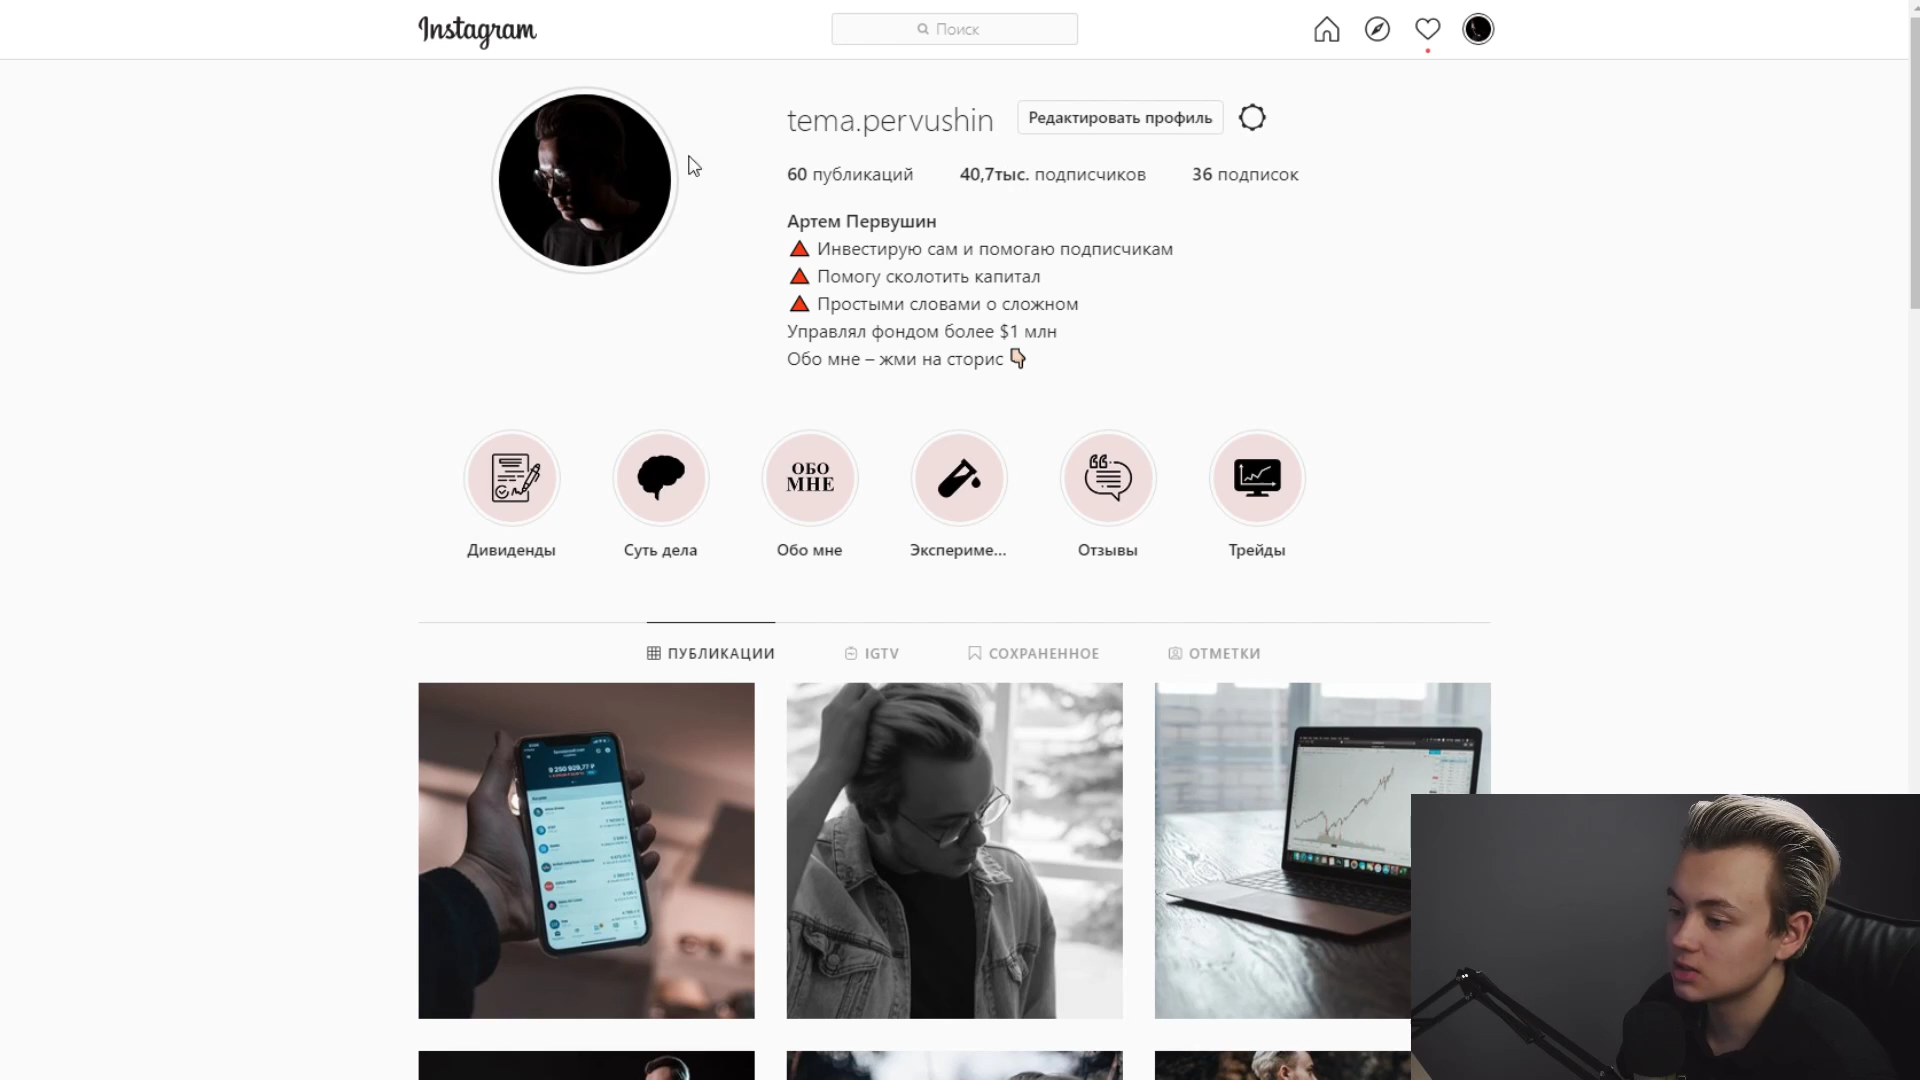 Instagram
Поиск
tema.pervushin
Редактировать профиль
60 публикаций
40,7тыс. подписчиков
36 подписок
Артем Первушин
🔺 Инвестирую сам и помогаю подписчикам
🔺 Помогу сколотить капитал
🔺 Простыми словами о сложном
Управлял фондом более $1 млн
Обо мне – жми на сторис 👇🏻
ОБО
МНЕ
Дивиденды
Суть дела
Обо мне
Экспериме...
Отзывы
Трейды
ПУБЛИКАЦИИ
IGTV
СОХРАНЕННОЕ
ОТМЕТКИ